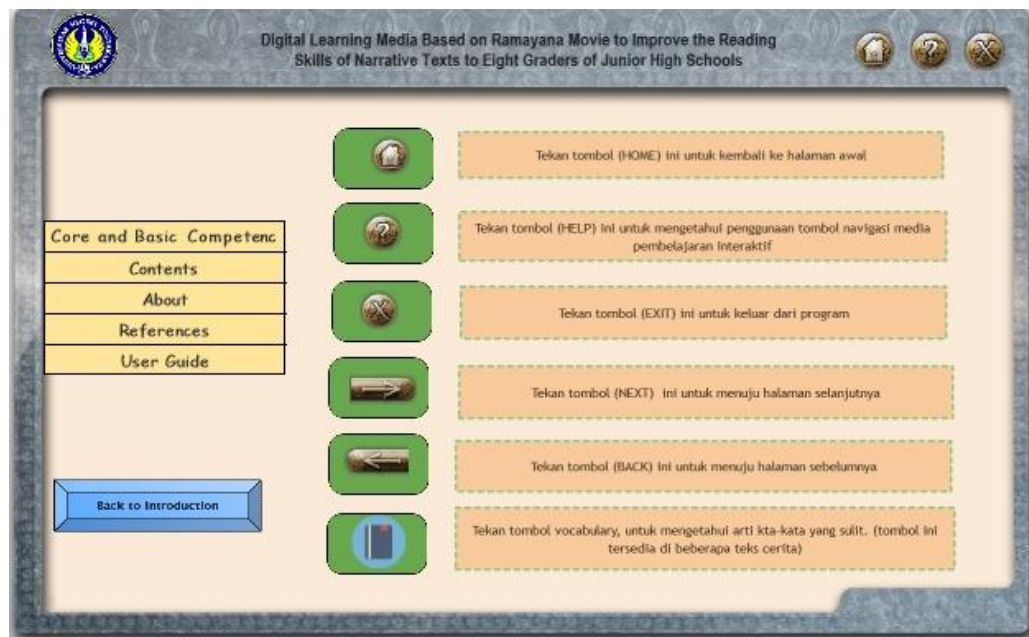 Digital Learning Media Based on Ramayana Movie to Improve the Reading
Skills of Narrative Texts to Eight Graders of Junior High Schools
Core and Basic Competenc
Contents
About
References
User Guide
Back to Introduction
Tekan tombol (HOME) ini untuk kembali ke halaman awal
Tekan tombol (HELP) ini untuk mengetahui penggunaan tombol navigasi media
pembelajaran interaktif
Tekan tombol (EXIT) ini untuk keluar dari program
Tekan tombol (NEXT) ini untuk menuju halaman selanjutnya
Tekan tombol (BACK) ini untuk menuju halaman sebelumnya
Tekan tombol vocabulary, untuk mengetahui arti kta-kata yang sulit. (tombol ini
tersedia di beberapa teks cerita)